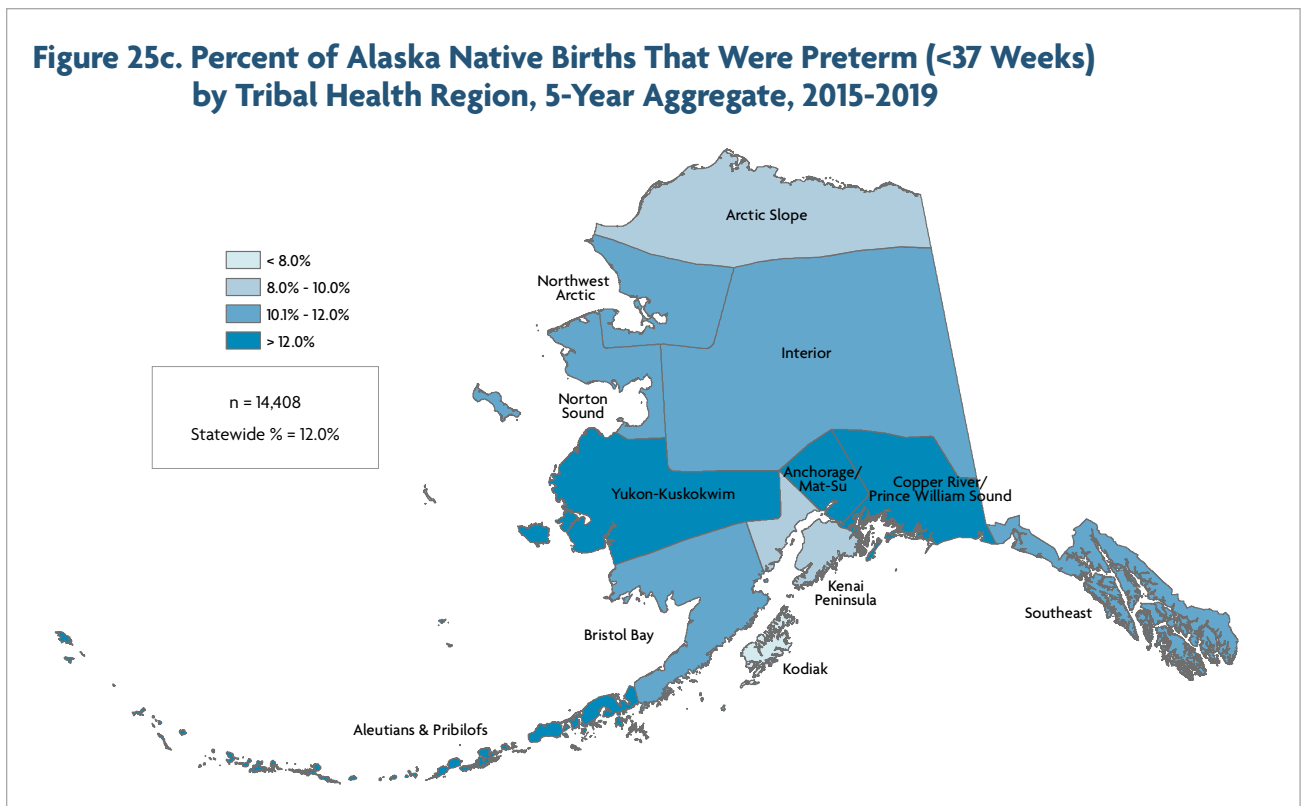 Figure 25c. Percent of Alaska Native Births That Were Preterm (<37 Weeks)
by Tribal Health Region, 5-Year Aggregate, 2015-2019
Arctic Slope
< 8.0%
8.0% - 10.0%
10.1% - 12.0%
> 12.0%
Northwest
Arctic
Interior
n = 14,408
Statewide % = 12.0%
Norton
Sound
Anchorage/
Mat-Su
Copper River/
Prince William Sound
Yukon-Kuskokwim
Kenai
Peninsula
Southeast
Bristol Bay
Kodiak
Aleutians & Pribilofs